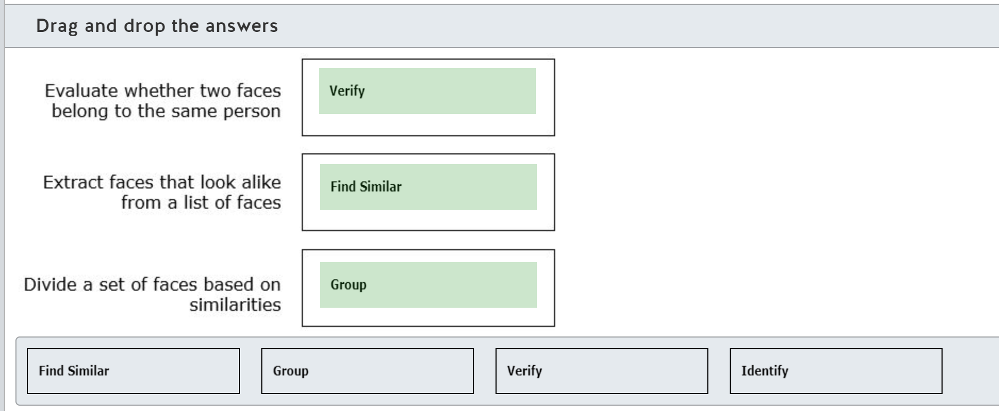 Drag and drop the answers
Evaluate whether two faces
belong to the same person
Verify
Extract faces that look alike
from a list of faces
Find Similar
Divide a set of faces based on
similarities
Group
Find Similar
Group
Verify
Identify